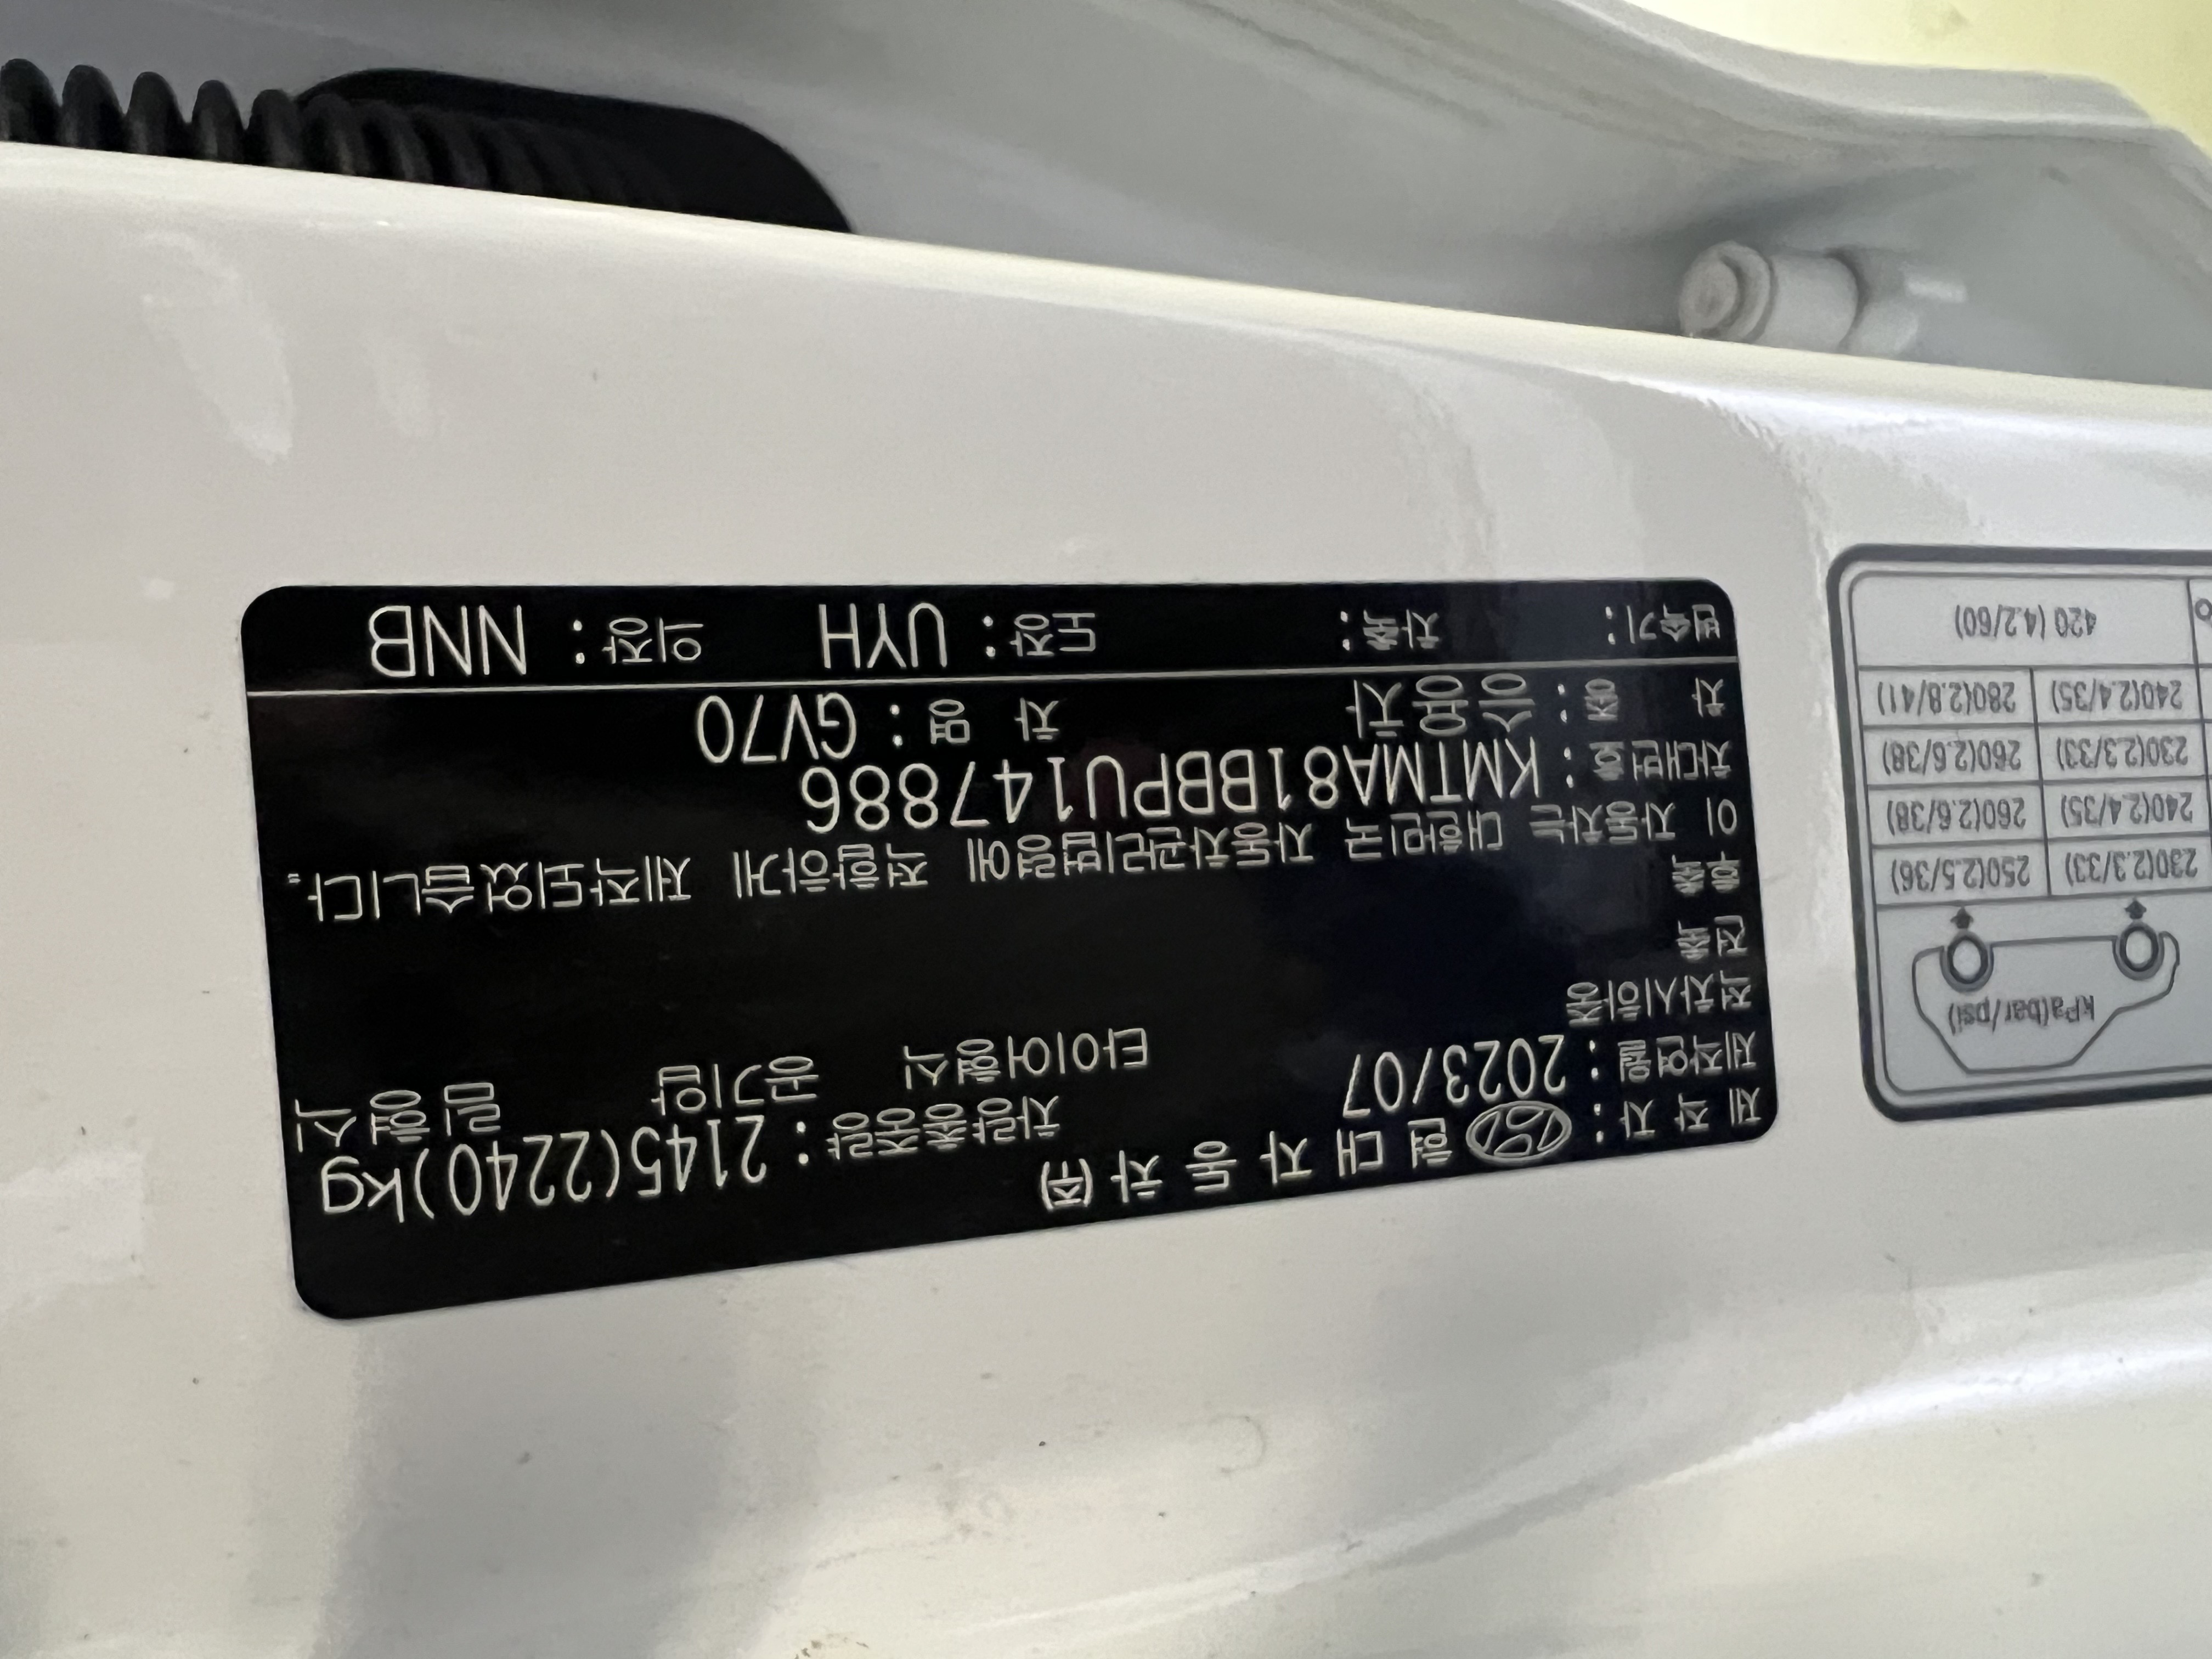 제 작 자 : 현 대 자 동 차(주)
제작연월 : 2023/07
차량총중량 : 2145(2240)kg
적차시하중 타이어형식 공기압 림 형 식
전 축
후 축
이 자동차는 대한민국 자동차관리법령에 적합하게 제작되었습니다.
차대번호 : KMTMA81BBPU147886
차 종 : 승용차 차 명 : GV70
변속기 : 차축 : 도장 : UYH 외장 : NNB
kPa(bar/psi)
230(2.3/33) 250(2.5/36)
240(2.4/35) 260(2.6/38)
230(2.3/33) 260(2.6/38)
240(2.4/35) 280(2.8/41)
420 (4.2/60)